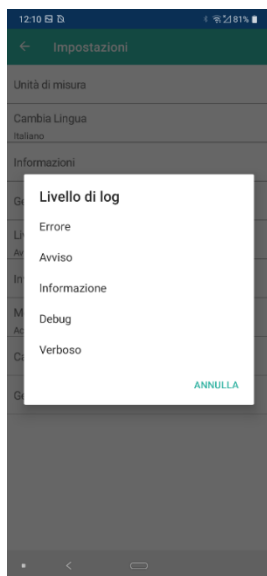 12:10
81%
Impostazioni
Unità di misura
Cambia Lingua
Italiano
Informazioni
Livello di log
Errore
Avviso
Informazione
Debug
Verboso
ANNULLA